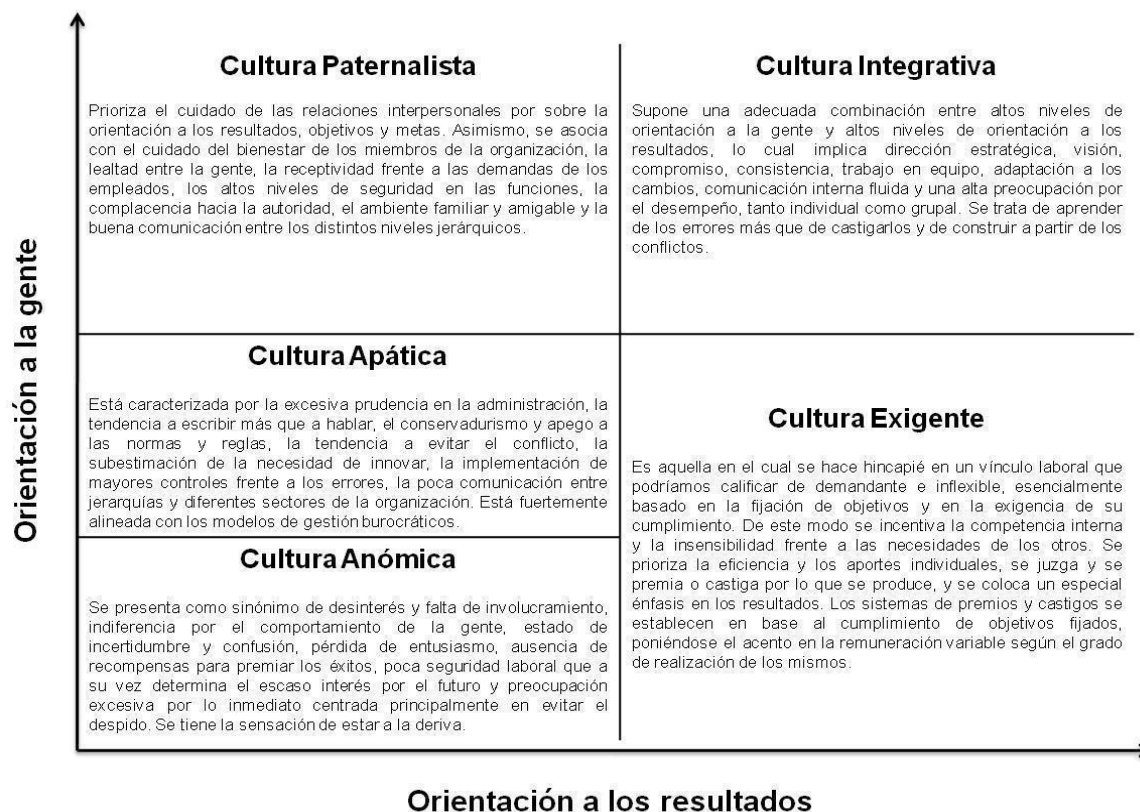 Orientación a la gente
Cultura Paternalista
Prioriza el cuidado de las relaciones interpersonales por sobre la
orientación a los resultados, objetivos y metas. Asimismo, se asocia
con el cuidado del bienestar de los miembros de la organización, la
lealtad entre la gente, la receptividad frente a las demandas de los
empleados, los altos niveles de seguridad en las funciones, la
complacencia hacia la autoridad, el ambiente familiar y amigable y la
buena comunicación entre los distintos niveles jerárquicos.
Cultura Integrativa
Supone una adecuada combinación entre altos niveles de
orientación a la gente y altos niveles de orientación a los
resultados, lo cual implica dirección estratégica, visión,
compromiso, consistencia, trabajo en equipo, adaptación a los
cambios, comunicación interna fluida y una alta preocupación por
el desempeño, tanto individual como grupal. Se trata de aprender
de los errores más que de castigarlos y de construir a partir de los
conflictos.
Cultura Apática
Está caracterizada por la excesiva prudencia en la administración, la
tendencia a escribir más que a hablar, el conservadurismo y apego a
las normas y reglas, la tendencia a evitar el conflicto, la
subestimación de la necesidad de innovar, la implementación de
mayores controles frente a los errores, la poca comunicación entre
jerarquías y diferentes sectores de la organización. Está fuertemente
alineada con los modelos de gestión burocráticos.
Cultura Anómica
Se presenta como sinónimo de desinterés y falta de involucramiento,
indiferencia por el comportamiento de la gente, estado de
incertidumbre y confusión, pérdida de entusiasmo, ausencia de
recompensas para premiar los éxitos, poca seguridad laboral que a
su vez determina el escaso interés por el futuro y preocupación
excesiva por lo inmediato centrada principalmente en evitar el
despido. Se tiene la sensación de estar a la deriva.
Cultura Exigente
Es aquella en el cual se hace hincapié en un vínculo laboral que
podríamos calificar de demandante e inflexible, esencialmente
basado en la fijación de objetivos y en la exigencia de su
cumplimiento. De este modo se incentiva la competencia interna
y la insensibilidad frente a las necesidades de los otros. Se
prioriza la eficiencia y los aportes individuales, se juzga y se
premia o castiga por lo que se produce, y se coloca un especial
énfasis en los resultados. Los sistemas de premios y castigos se
establecen en base al cumplimiento de objetivos fijados,
poniéndose el acento en la remuneración variable según el grado
de realización de los mismos.
Orientación a los resultados